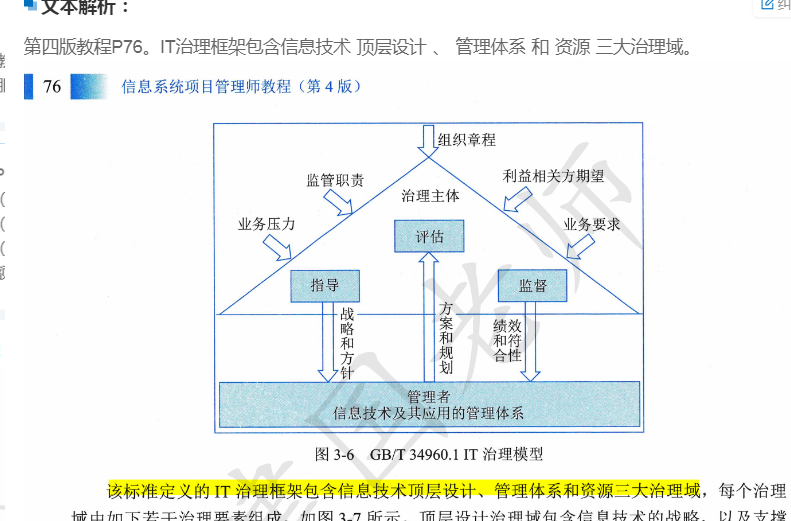 文本解析：
第四版教程P76。IT治理框架包含信息技术 顶层设计 、 管理体系 和 资源 三大治理域。
76 信息系统项目管理师教程（第 4 版）
组织章程
监管职责
利益相关方期望
治理主体
业务压力
业务要求
评估
指导
监督
战略和方针
方案和规划
绩效和符合性
管理者
信息技术及其应用的管理体系
图 3-6 GB/T 34960.1 IT 治理模型
该标准定义的 IT 治理框架包含信息技术顶层设计、管理体系和资源三大治理域，每个治理
域由如下若干治理要素组成，如图 3-7 所示。顶层设计治理域包含信息技术的战略，以及支撑